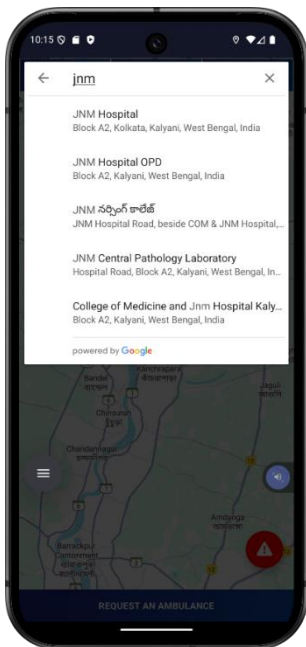 10:15
jnm
JNM Hospital
Block A2, Kolkata, Kalyani, West Bengal, India
JNM Hospital OPD
Block A2, Kalyani, West Bengal, India
JNM నర్సింగ్ కాలేజ్
JNM Hospital Road, beside COM & JNM Hospital,...
JNM Central Pathology Laboratory
Hospital Road, Block A2, Kalyani, West Bengal, In...
College of Medicine and Jnm Hospital Kaly...
Block A2, Kalyani, West Bengal, India
powered by Google
Kanchrapara
Bandel
Chinsurah
Chandannagar
Amdanga
Barrackpur
Cantonment
REQUEST AN AMBULANCE